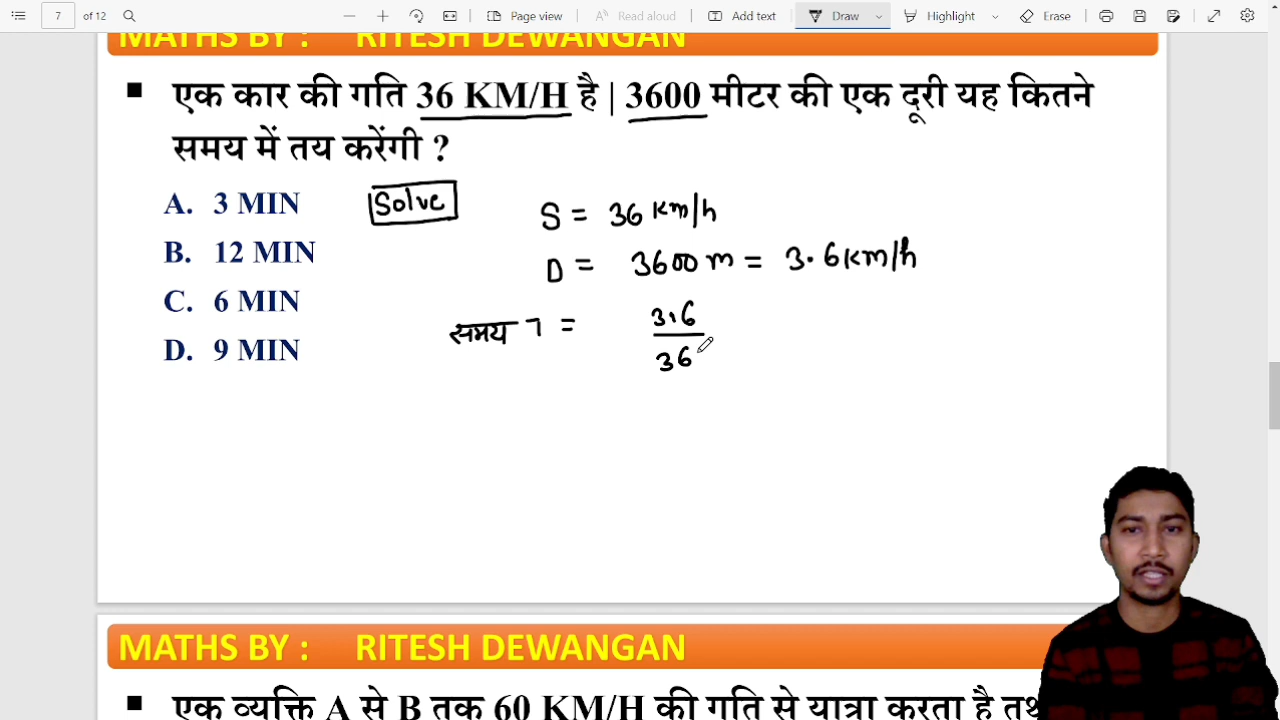 7 of 12 Page view Read aloud Add text Draw Highlight Erase
MATHS BY : RITESH DEWANGAN
एक कार की गति 36 KM/H है | 3600 मीटर की एक दूरी यह कितने
समय में तय करेंगी ?
A. 3 MIN
B. 12 MIN
C. 6 MIN
D. 9 MIN
Solve
S = 36 km/h
D = 3600 m = 3.6 km/h
समय T =
3.6
36
MATHS BY : RITESH DEWANGAN
एक व्यक्ति A से B तक 60 KM/H की गति से यात्रा करता है